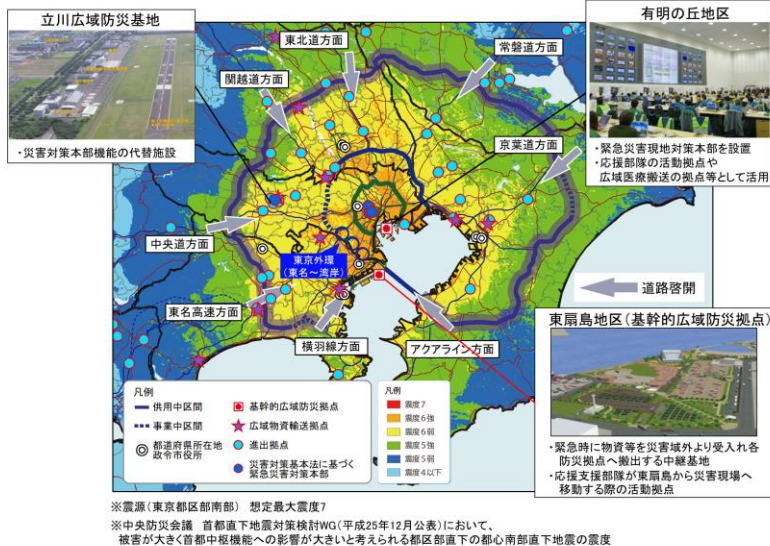 立川広域防災基地
・災害対策本部機能の代替施設
東北道方面
関越道方面
常磐道方面
有明の丘地区
・緊急災害現地対策本部を設置
・応援部隊の活動拠点や
広域医療搬送の拠点等として活用
京葉道方面
中央道方面
東京外環
(東名～湾岸)
東名高速方面
横羽線方面
アクアライン方面
道路啓開
東扇島地区(基幹的広域防災拠点)
・緊急時に物資等を災害域外より受入れ各
防災拠点へ搬出する中継基地
・応援支援部隊が東扇島から災害現場へ
移動する際の活動拠点
凡例
供用中区間
事業中区間
都道府県所在地
政令市役所
基幹的広域防災拠点
広域物資輸送拠点
進出拠点
災害対策基本法に基づく
緊急災害対策本部
凡例
震度7
震度6強
震度6弱
震度5強
震度5弱
震度4以下
※震源(東京都区部南部) 想定最大震度7
※中央防災会議 首都直下地震対策検討WG(平成25年12月公表)において、
被害が大きく首都中枢機能への影響が大きいと考えられる都区部直下の都心南部直下地震の震度